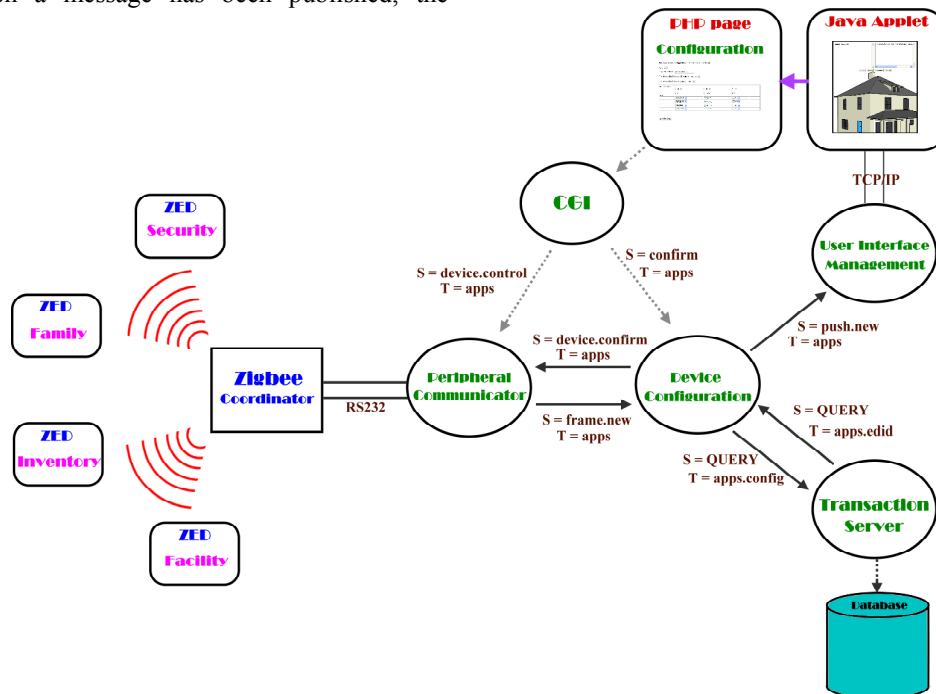 a message has been published, the
PHP page
Configuration
Java Applet
TCP/IP
CGI
User Interface
Management
ZED
Security
S = device.control
T = apps
S = confirm
T = apps
ZED
Family
S = push.new
T = apps
Zigbee
Coordinator
RS232
Peripheral
Communicator
S = device.confirm
T = apps
S = frame.new
T = apps
Device
Configuration
S = QUERY
T = apps.edid
S = QUERY
T = apps.config
ZED
Inventory
Transaction
Server
ZED
Facility
Database